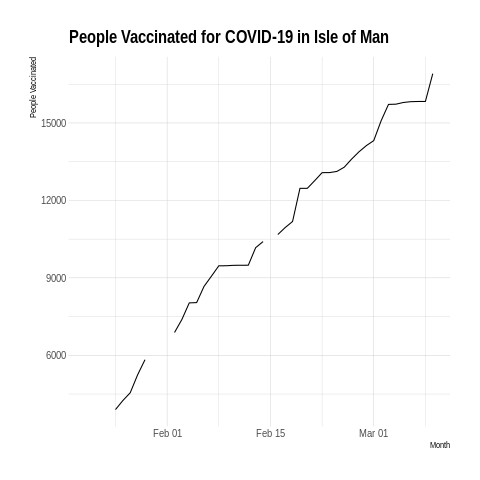 People Vaccinated for COVID-19 in Isle of Man
People Vaccinated
15000
12000
9000
6000
Feb 01
Feb 15
Mar 01
Month